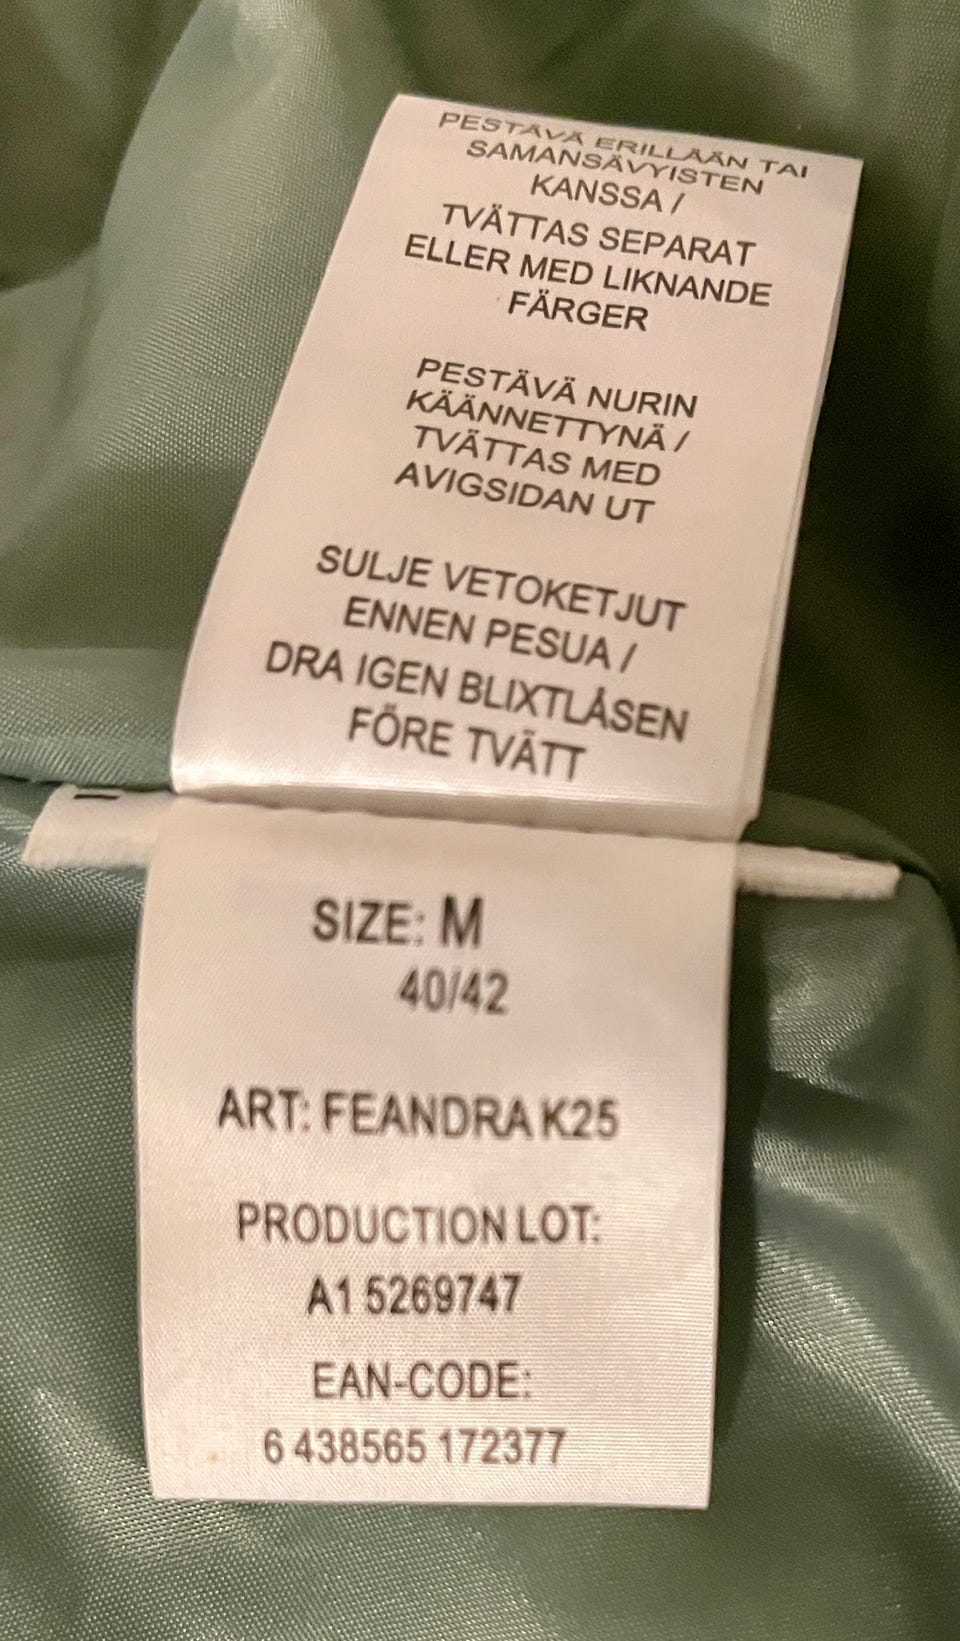 PESTÄVÄ ERILLÄÄN TAI
SAMANSÄVYISTEN
KANSSA /
TVÄTTAS SEPARAT
ELLER MED LIKNANDE
FÄRGER
PESTÄVÄ NURIN
KÄÄNNETTYNÄ /
TVÄTTAS MED
AVIGSIDAN UT
SULJE VETOKETJUT
ENNEN PESUA /
DRA IGEN BLIXTLÅSEN
FÖRE TVÄTT
SIZE: M
40/42
ART: FEANDRA K25
PRODUCTION LOT:
A1 5269747
EAN-CODE:
6 438565 172377